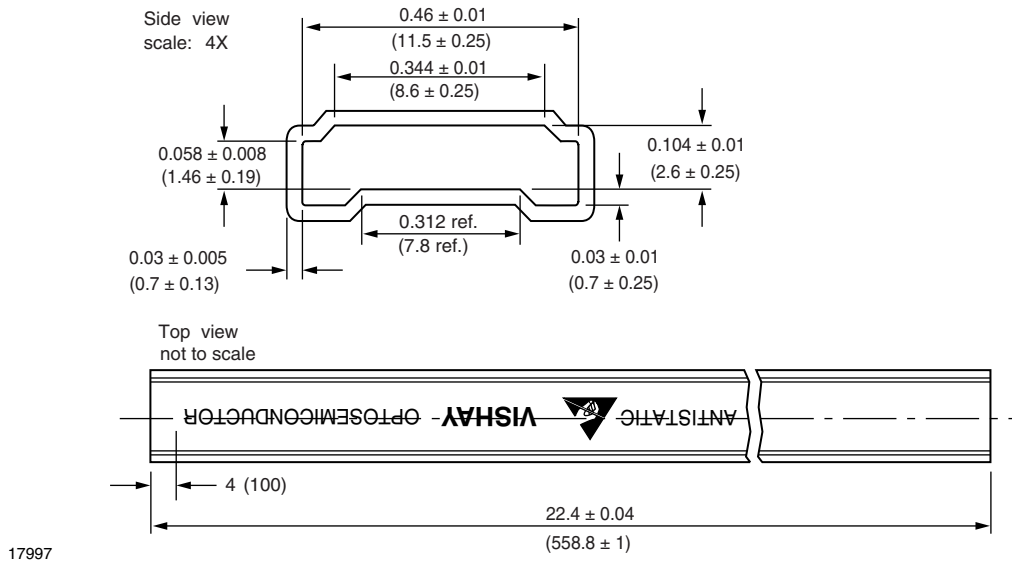 Side view
scale: 4X
0.46 ± 0.01
(11.5 ± 0.25)
0.344 ± 0.01
(8.6 ± 0.25)
0.058 ± 0.008
(1.46 ± 0.19)
0.104 ± 0.01
(2.6 ± 0.25)
0.312 ref.
(7.8 ref.)
0.03 ± 0.005
(0.7 ± 0.13)
0.03 ± 0.01
(0.7 ± 0.25)
Top view
not to scale
ANTISTATIC VISHAY OPTOSEMICONDUCTOR
4 (100)
22.4 ± 0.04
(558.8 ± 1)
17997